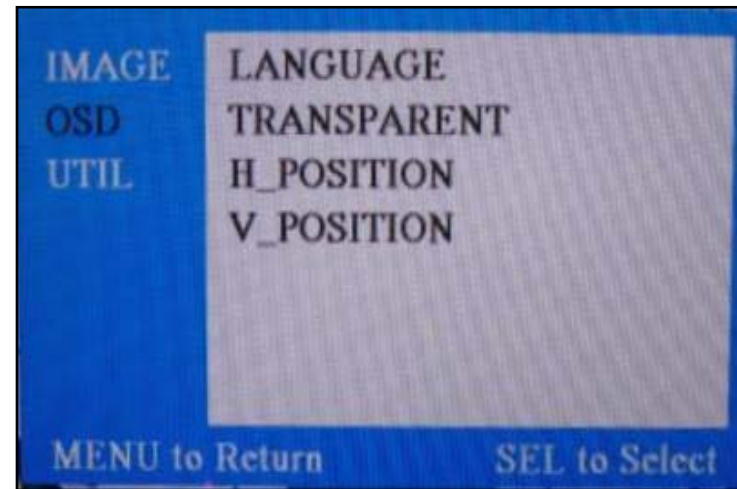 IMAGE
OSD
UTIL
LANGUAGE
TRANSPARENT
H_POSITION
V_POSITION
MENU to Return
SEL to Select